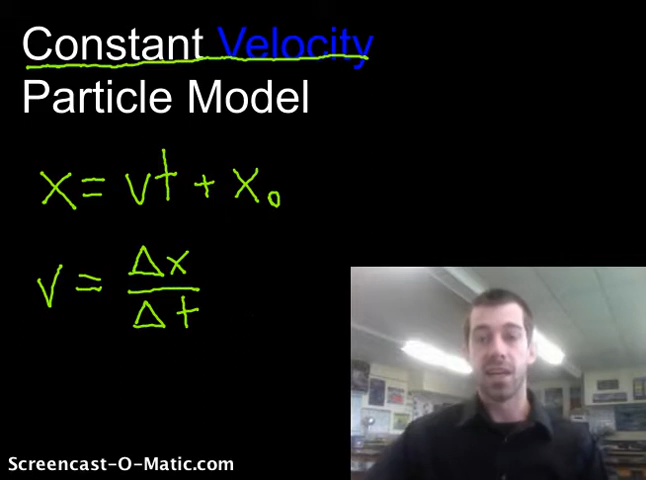 Constant Velocity
Particle Model
x = vt + x₀
v = Δx/Δt
Screencast-O-Matic.com